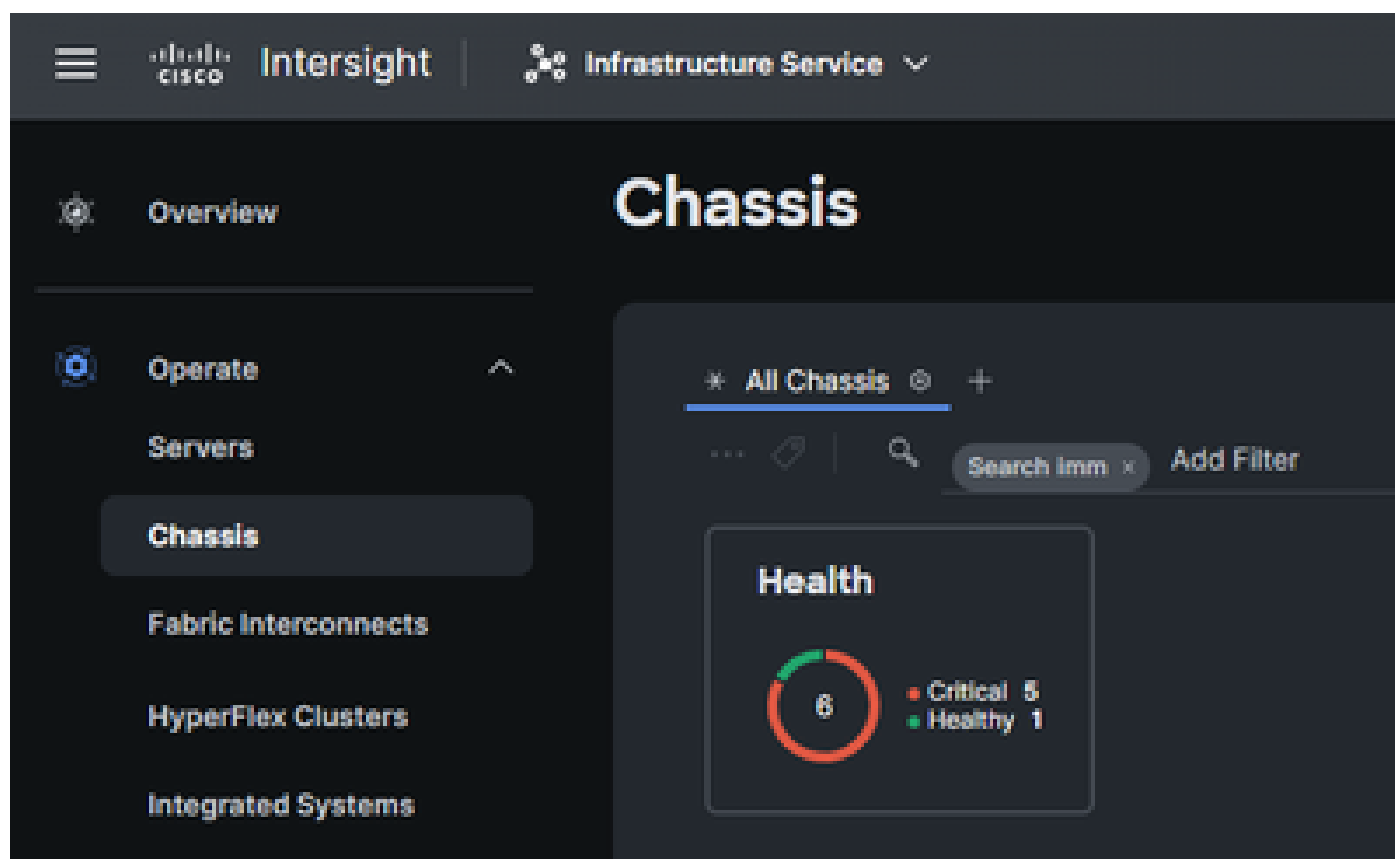 CISCO Intersight Infrastructure Service
Overview
Operate
Servers
Chassis
Fabric Interconnects
HyperFlex Clusters
Integrated Systems
Chassis
All Chassis
Search imm × Add Filter
Health
6
Critical 5
Healthy 1